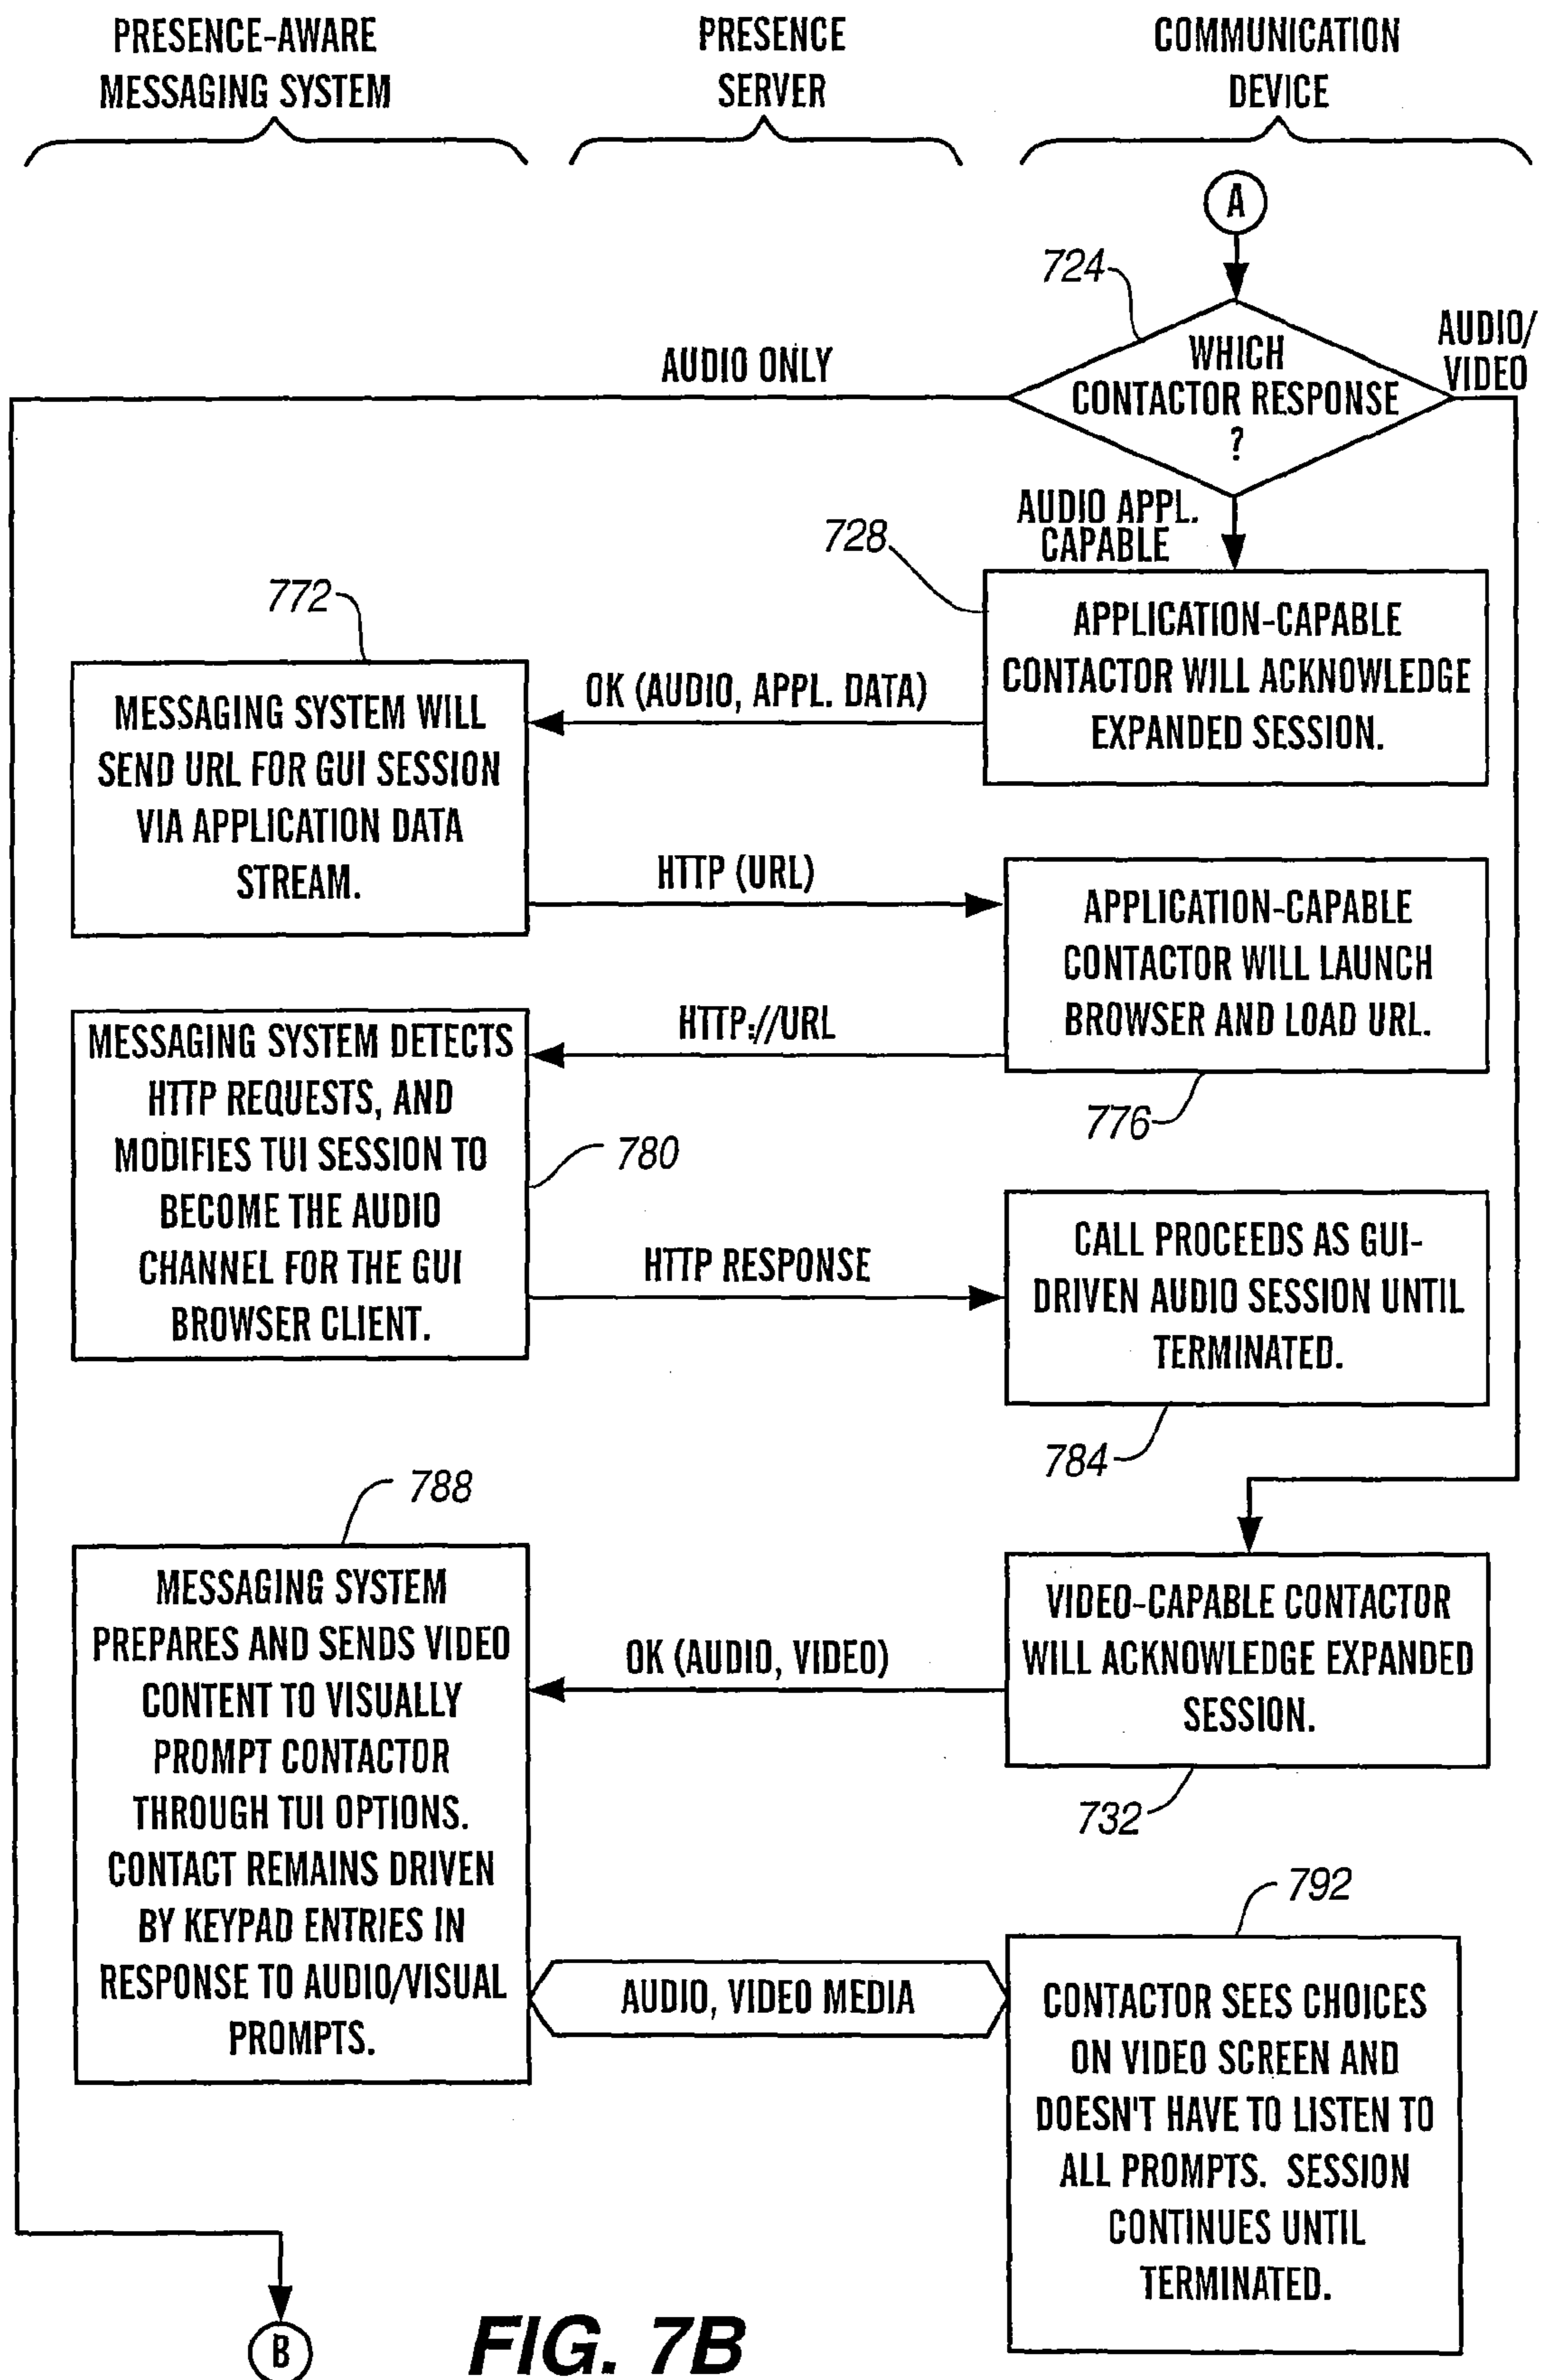 PRESENCE-AWARE
MESSAGING SYSTEM
PRESENCE
SERVER
COMMUNICATION
DEVICE
A
724
WHICH
CONTACTOR RESPONSE
?
AUDIO ONLY
AUDIO/
VIDEO
AUDIO APPL.
CAPABLE
728
APPLICATION-CAPABLE
CONTACTOR WILL ACKNOWLEDGE
EXPANDED SESSION.
772
OK (AUDIO, APPL. DATA)
MESSAGING SYSTEM WILL
SEND URL FOR GUI SESSION
VIA APPLICATION DATA
STREAM.
HTTP (URL)
APPLICATION-CAPABLE
CONTACTOR WILL LAUNCH
BROWSER AND LOAD URL.
776
HTTP://URL
MESSAGING SYSTEM DETECTS
HTTP REQUESTS, AND
MODIFIES TUI SESSION TO
BECOME THE AUDIO
CHANNEL FOR THE GUI
BROWSER CLIENT.
780
HTTP RESPONSE
CALL PROCEEDS AS GUI-
DRIVEN AUDIO SESSION UNTIL
TERMINATED.
784
788
MESSAGING SYSTEM
PREPARES AND SENDS VIDEO
CONTENT TO VISUALLY
PROMPT CONTACTOR
THROUGH TUI OPTIONS.
CONTACT REMAINS DRIVEN
BY KEYPAD ENTRIES IN
RESPONSE TO AUDIO/VISUAL
PROMPTS.
OK (AUDIO, VIDEO)
VIDEO-CAPABLE CONTACTOR
WILL ACKNOWLEDGE EXPANDED
SESSION.
732
792
AUDIO, VIDEO MEDIA
CONTACTOR SEES CHOICES
ON VIDEO SCREEN AND
DOESN'T HAVE TO LISTEN TO
ALL PROMPTS. SESSION
CONTINUES UNTIL
TERMINATED.
B
FIG. 7B